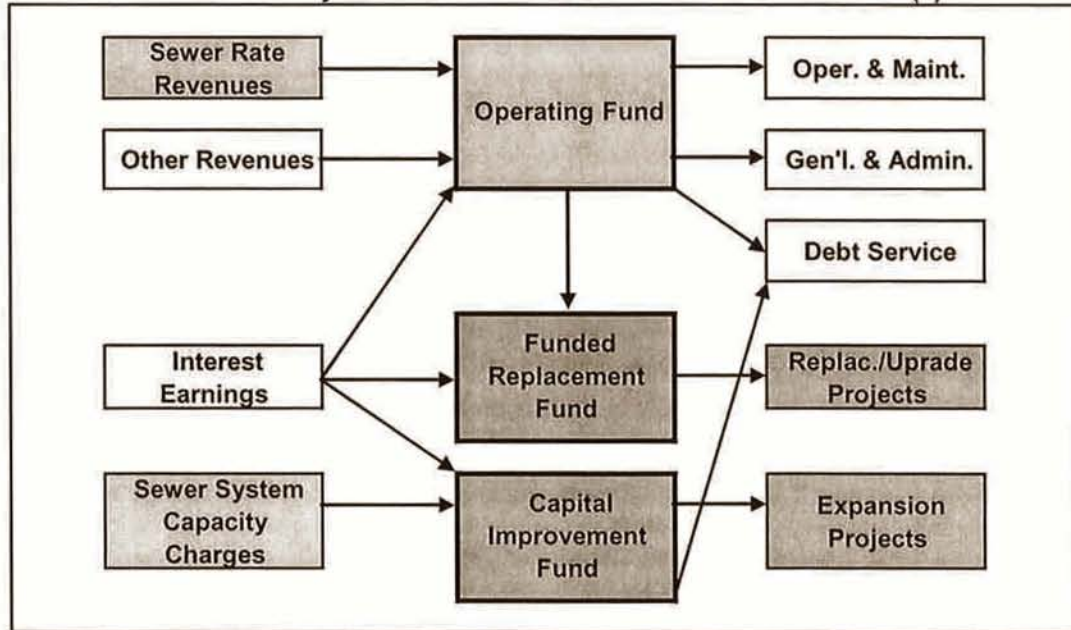 Sewer Rate
Revenues
Operating Fund
Oper. & Maint.
Other Revenues
Gen'l. & Admin.
Debt Service
Interest
Earnings
Funded
Replacement
Fund
Replac./Uprade
Projects
Sewer System
Capacity
Charges
Capital
Improvement
Fund
Expansion
Projects